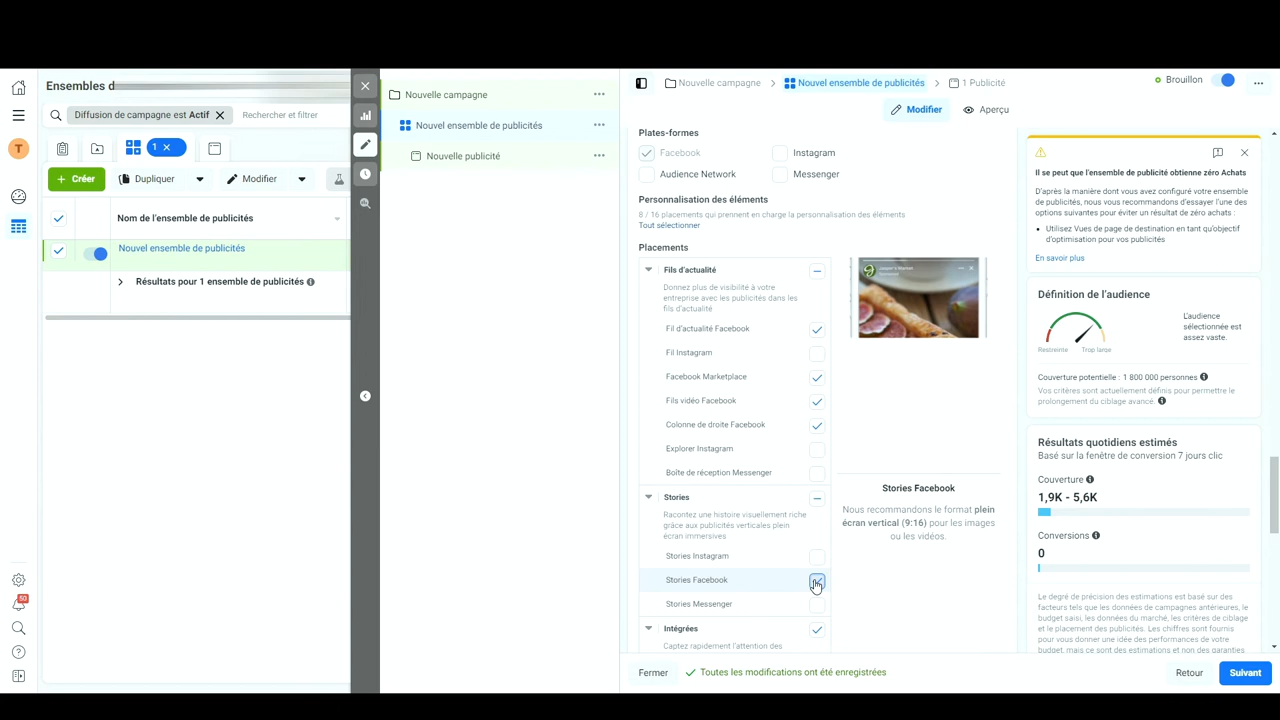 Ensembles d
Diffusion de campagne est Actif
Rechercher et filtrer
T
1
+ Créer
Dupliquer
Modifier
Nom de l'ensemble de publicités
Nouvel ensemble de publicités
Résultats pour 1 ensemble de publicités
50
Nouvelle campagne
Nouvel ensemble de publicités
Nouvelle publicité
Nouvelle campagne
Nouvel ensemble de publicités
1 Publicité
Brouillon
Modifier
Aperçu
Plates-formes
Facebook
Instagram
Audience Network
Messenger
Personnalisation des éléments
8 / 16 placements qui prennent en charge la personnalisation des éléments
Tout sélectionner
Placements
Fils d'actualité
Donnez plus de visibilité à votre
entreprise avec les publicités dans les
fils d'actualité
Fil d'actualité Facebook
Fil Instagram
Facebook Marketplace
Fils vidéo Facebook
Colonne de droite Facebook
Explorer Instagram
Boîte de réception Messenger
Stories
Racontez une histoire visuellement riche
grâce aux publicités verticales plein
écran immersives
Stories Instagram
Stories Facebook
Stories Messenger
Intégrées
Captez rapidement l'attention des
Stories Facebook
Nous recommandons le format plein
écran vertical (9:16) pour les images
ou les vidéos.
Il se peut que l'ensemble de publicité obtienne zéro Achats
D'après la manière dont vous avez configuré votre ensemble
de publicités, nous vous recommandons d'essayer l'une des
options suivantes pour éviter un résultat de zéro achats :
• Utilisez Vues de page de destination en tant qu'objectif
d'optimisation pour vos publicités
En savoir plus
Définition de l'audience
L'audience
sélectionnée est
assez vaste.
Restreinte
Trop large
Couverture potentielle : 1 800 000 personnes
Vos critères sont actuellement définis pour permettre le
prolongement du ciblage avancé.
Résultats quotidiens estimés
Basé sur la fenêtre de conversion 7 jours clic
Couverture
1,9K - 5,6K
Conversions
0
Le degré de précision des estimations est basé sur des
facteurs tels que les données de campagnes antérieures, le
budget saisi, les données du marché, les critères de ciblage
et le placement des publicités. Les chiffres sont fournis
pour vous donner une idée des performances de votre
budget, mais ce sont des estimations et non des garanties
Fermer
Toutes les modifications ont été enregistrées
Retour
Suivant